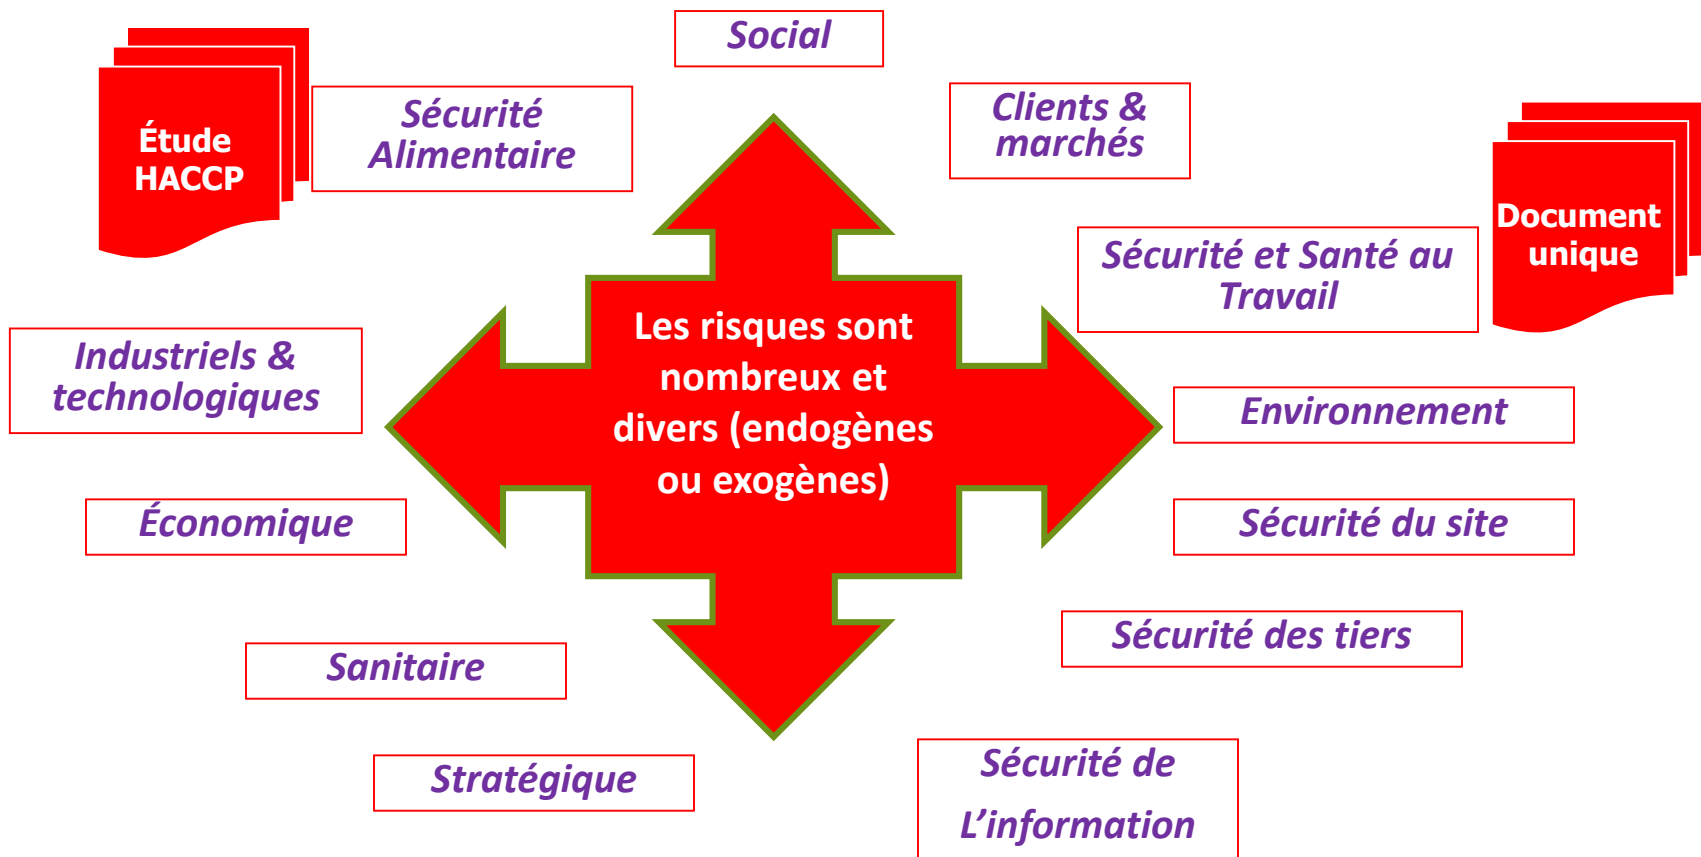 Social
Étude
HACCP
Sécurité
Alimentaire
Clients &
marchés
Document
unique
Sécurité et Santé au
Travail
Les risques sont
nombreux et
divers (endogènes
ou exogènes)
Industriels &
technologiques
Environnement
Économique
Sécurité du site
Sanitaire
Sécurité des tiers
Stratégique
Sécurité de
L’information